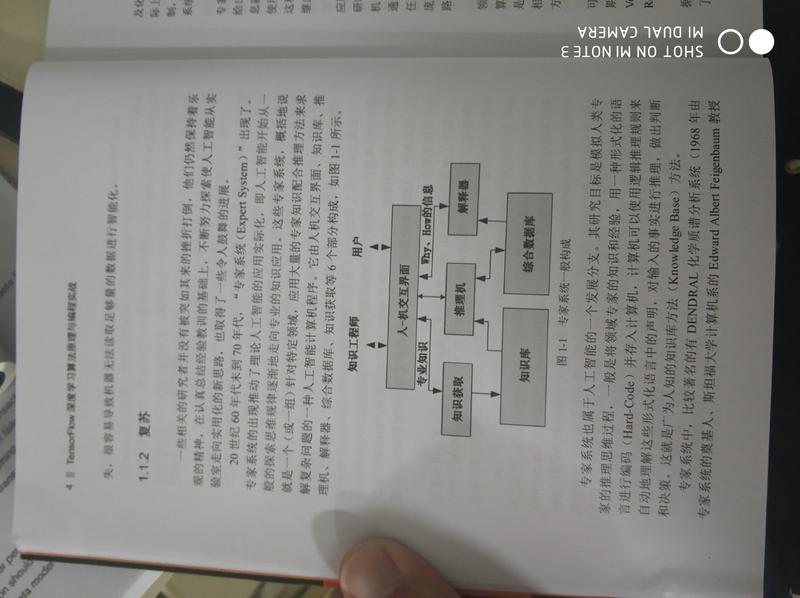 4 TensorFlow 深度学习算法原理与编程实战
失，很容易导致机器无法读取足够量的数据进行智能化。
1.1.2 复苏
一些相关的研究者并没有被突如其来的挫折打倒，他们仍然保持着乐
观的精神，在认真总结经验教训的基础上，不断努力探索使人工智能从实
验室走向实用化的新思路，也取得了一些令人鼓舞的进展。
20 世纪 60 年代末到 70 年代，“专家系统（Expert System）”出现了。
专家系统的出现推动了理论人工智能的应用实际化，即人工智能开始从一
般的探索思维规律逐渐地走向专业的知识应用。这些专家系统，概括地说
就是一个（或一组）针对特定领域，应用大量的专家知识配合推理方法来求
解复杂问题的一种人工智能计算机程序。它由人机交互界面、知识库、推
理机、解释器、综合数据库、知识获取等 6 个部分构成，如图 1-1 所示。
知识工程师 用户
人-机交互界面
专业知识 Why、How的信息
知识获取 推理机 解释器
知识库 综合数据库
图 1-1 专家系统一般构成
专家系统也属于人工智能的一个发展分支。其研究目标是模拟人类专
家的推理思维过程，一般是将领域专家的知识和经验，用一种形式化的语
言进行编码（Hard-Code）并存入计算机，计算机可以使用逻辑推理规则来
自动地理解这些形式化语言中的声明，对输入的事实进行推理，做出判断
和决策。这就是广为人知的知识库方法（Knowledge Base）方法。
专家系统中，比较著名的有 DENDRAL 化学质谱分析系统（1968 年由
专家系统的奠基人、斯坦福大学计算机系的 Edward Albert Feigenbaum 教授
SHOT ON MI NOTE 3
MI DUAL CAMERA